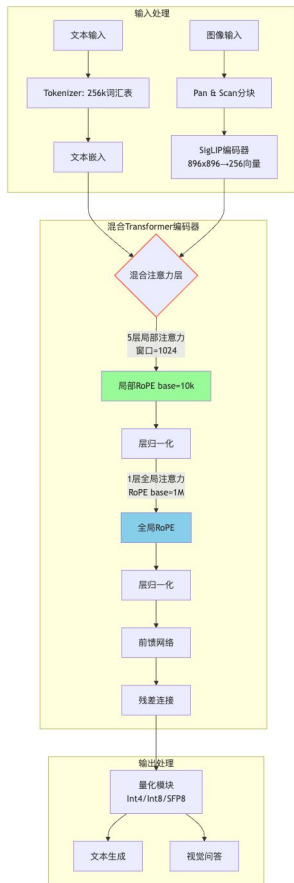 输入处理
文本输入
图像输入
Tokenizer: 256k词汇表
Pan & Scan分块
文本嵌入
SigLIP编码器
896x896→256向量
混合Transformer编码器
混合注意力层
5层局部注意力
窗口=1024
局部RoPE base=10k
层归一化
1层全局注意力
RoPE base=1M
全局RoPE
层归一化
前馈网络
残差连接
输出处理
量化模块
Int4/Int8/SFP8
文本生成
视觉问答